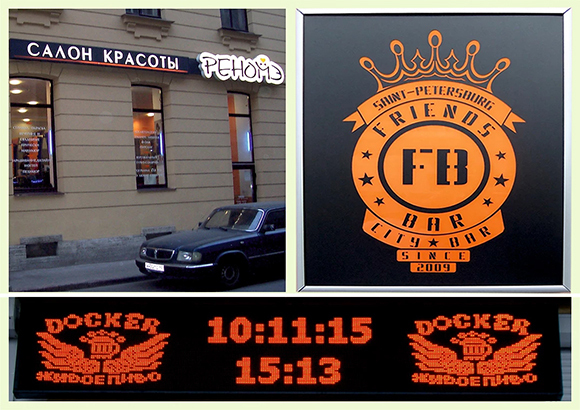 САЛОН КРАСОТЫ
РЕНОМЭ
SAINT-PETERSBURG
FRIENDS
FB
BAR
CITY ★ BAR
SINCE
2009
DOCKER
ЖИВОЕ ПИВО
10:11:15
15:13
DOCKER
ЖИВОЕ ПИВО